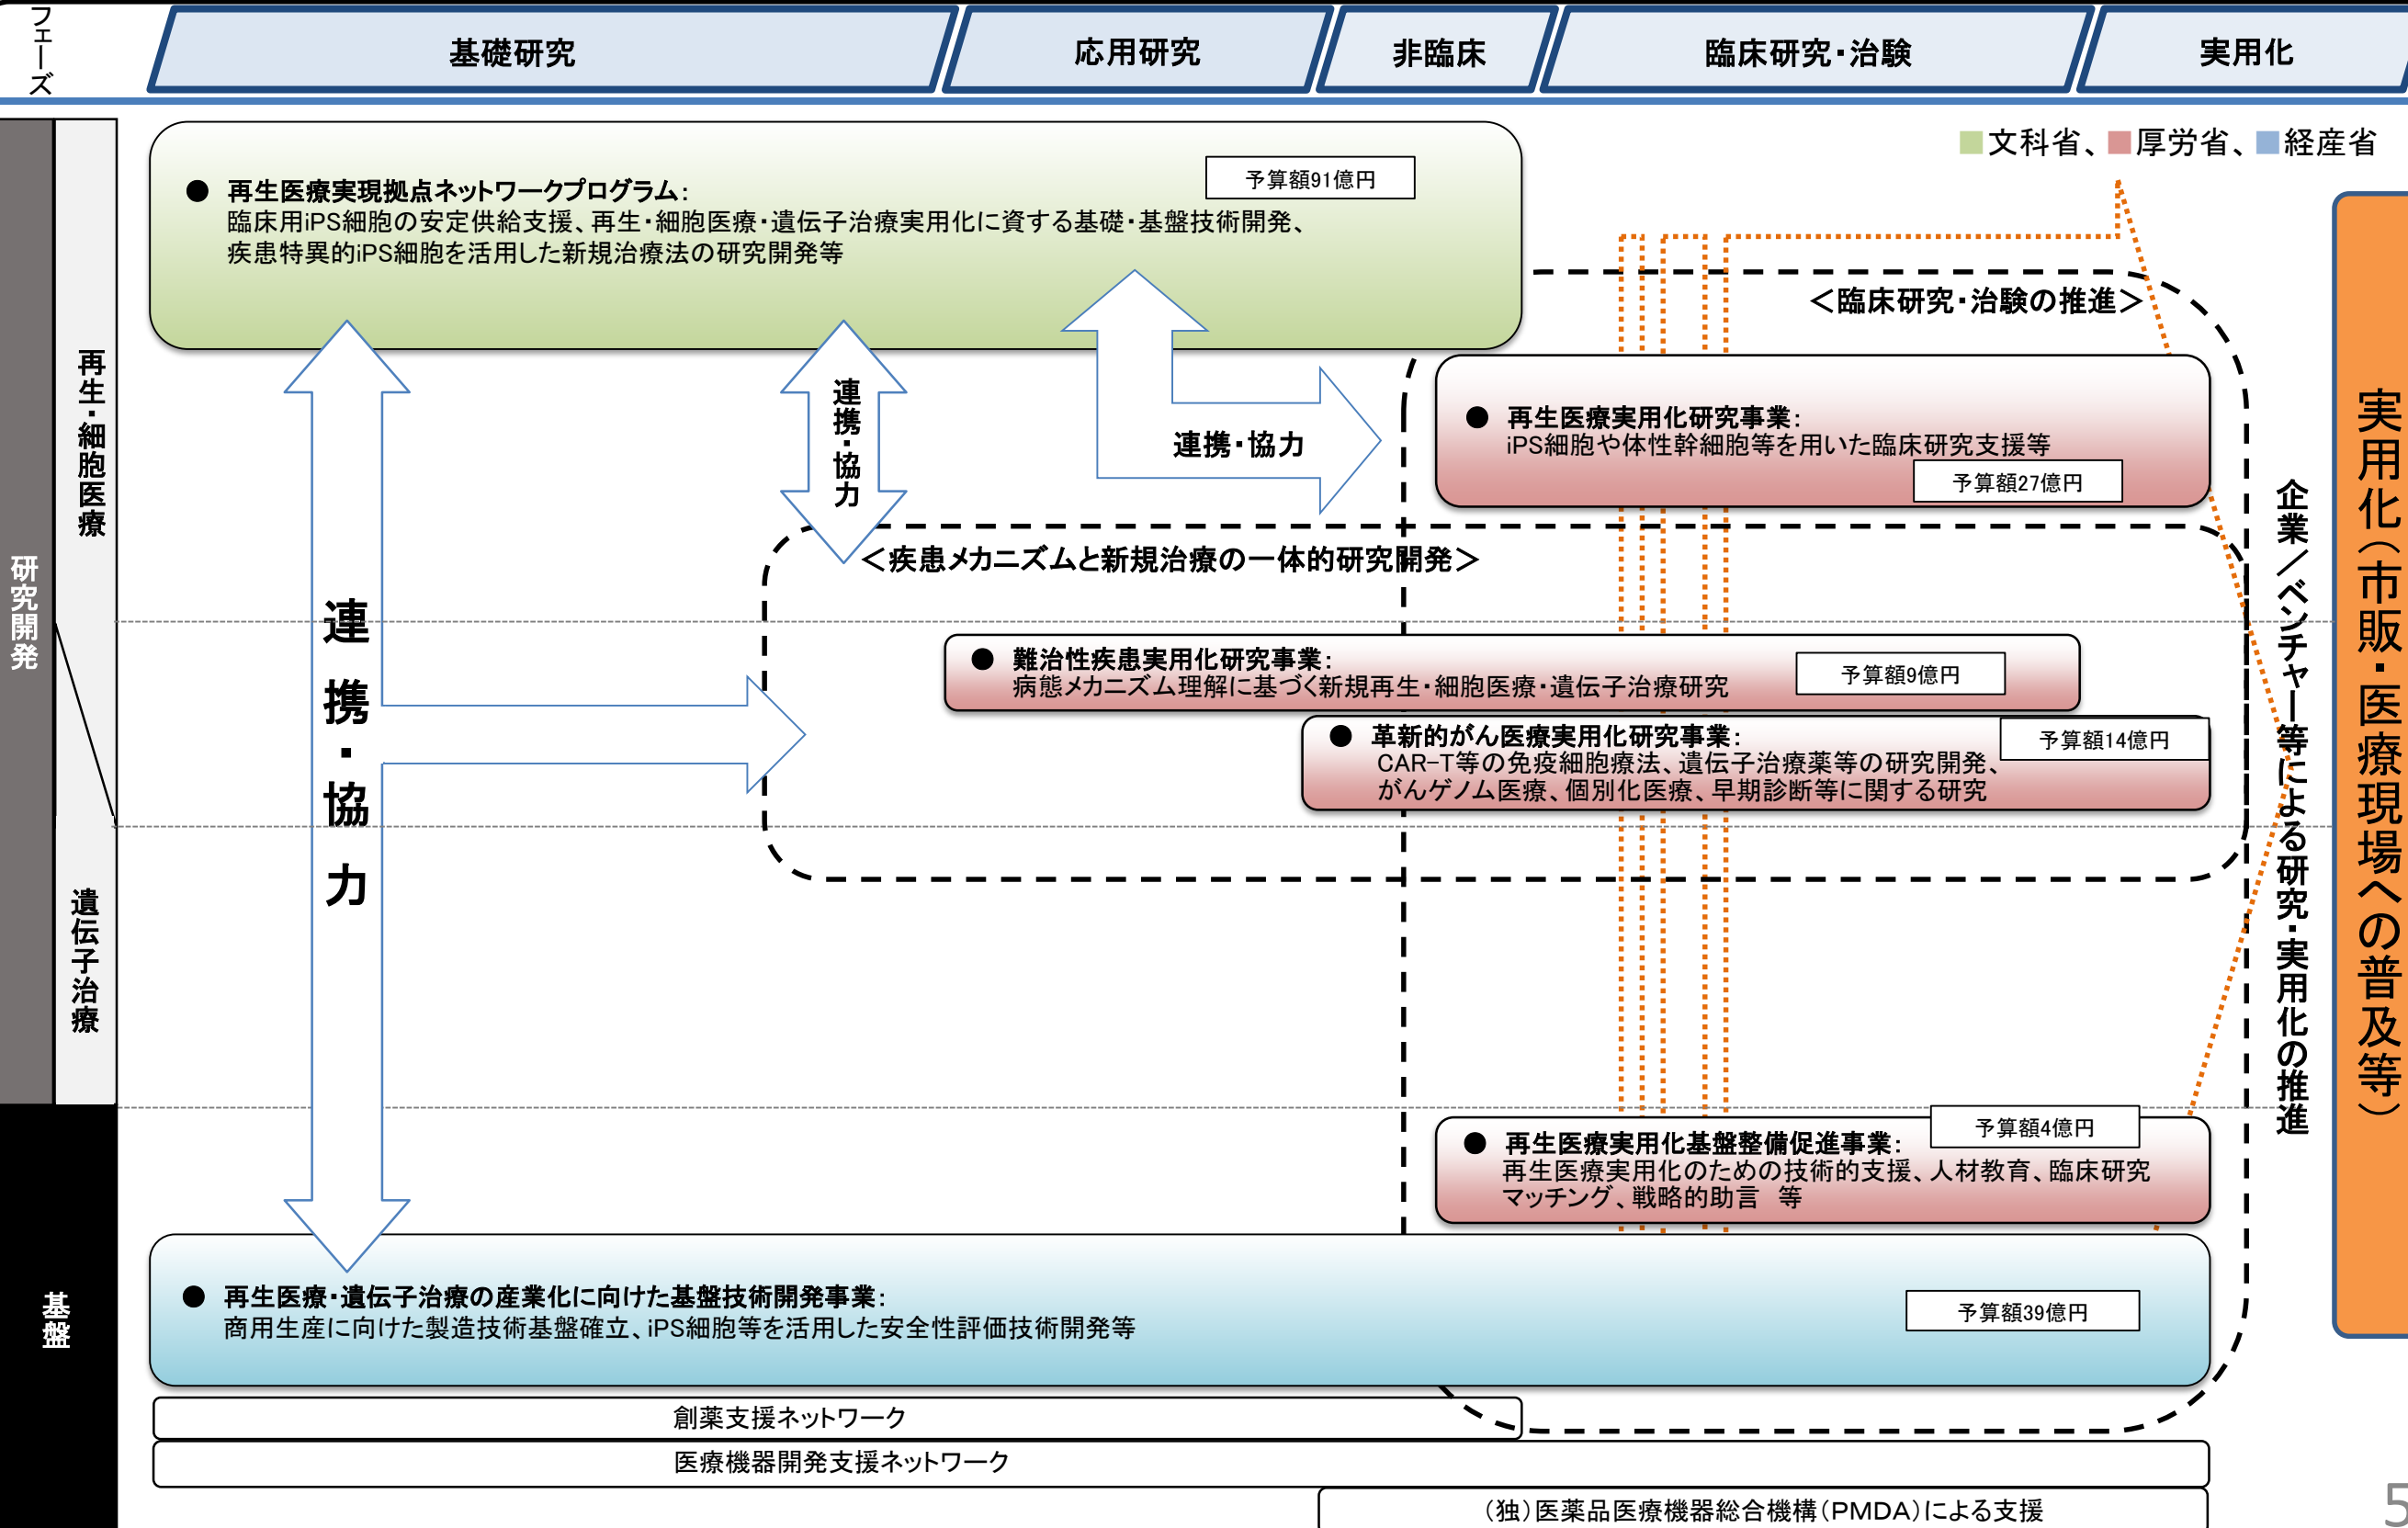 フェーズ
基礎研究
応用研究
非臨床
臨床研究・治験
実用化
■文科省、■厚労省、■経産省
研究開発
再生・細胞医療
遺伝子治療
基盤
● 再生医療実現拠点ネットワークプログラム：
予算額91億円
臨床用iPS細胞の安定供給支援、再生・細胞医療・遺伝子治療実用化に資する基礎・基盤技術開発、
疾患特異的iPS細胞を活用した新規治療法の研究開発等
＜臨床研究・治験の推進＞
連携・協力
連携・協力
連携・協力
● 再生医療実用化研究事業：
iPS細胞や体性幹細胞等を用いた臨床研究支援等
予算額27億円
＜疾患メカニズムと新規治療の一体的研究開発＞
● 難治性疾患実用化研究事業：
病態メカニズム理解に基づく新規再生・細胞医療・遺伝子治療研究
予算額9億円
● 革新的がん医療実用化研究事業：
予算額14億円
CAR-T等の免疫細胞療法、遺伝子治療薬等の研究開発、
がんゲノム医療、個別化医療、早期診断等に関する研究
企業／ベンチャー等による研究・実用化の推進
実用化（市販・医療現場への普及等）
予算額4億円
● 再生医療実用化基盤整備促進事業：
再生医療実用化のための技術的支援、人材教育、臨床研究
マッチング、戦略的助言　等
● 再生医療・遺伝子治療の産業化に向けた基盤技術開発事業：
商用生産に向けた製造技術基盤確立、iPS細胞等を活用した安全性評価技術開発等
予算額39億円
創薬支援ネットワーク
医療機器開発支援ネットワーク
（独）医薬品医療機器総合機構（PMDA）による支援
5